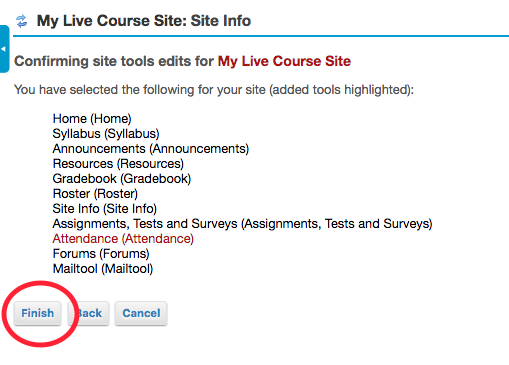 My Live Course Site: Site Info
Confirming site tools edits for My Live Course Site
You have selected the following for your site (added tools highlighted):
Home (Home)
Syllabus (Syllabus)
Announcements (Announcements)
Resources (Resources)
Gradebook (Gradebook)
Roster (Roster)
Site Info (Site Info)
Assignments, Tests and Surveys (Assignments, Tests and Surveys)
Attendance (Attendance)
Forums (Forums)
Mailtool (Mailtool)
Finish Back Cancel